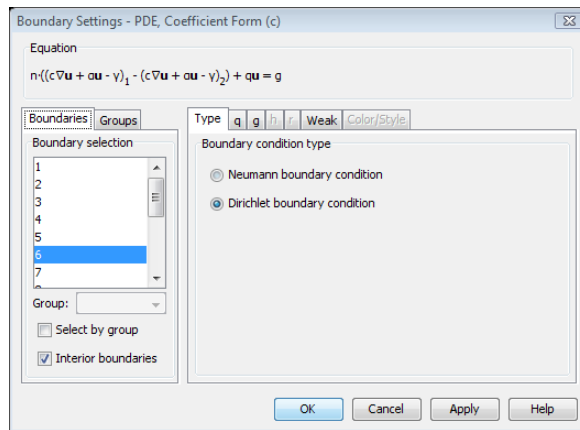 Boundary Settings - PDE, Coefficient Form (c)
Equation
n·((c∇u + αu - γ)₁ - (c∇u + αu - γ)₂) + qu = g
Boundaries Groups
Boundary selection
1
2
3
4
5
6
7
Group:
Select by group
Interior boundaries
Type q g h r Weak Color/Style
Boundary condition type
Neumann boundary condition
Dirichlet boundary condition
OK Cancel Apply Help